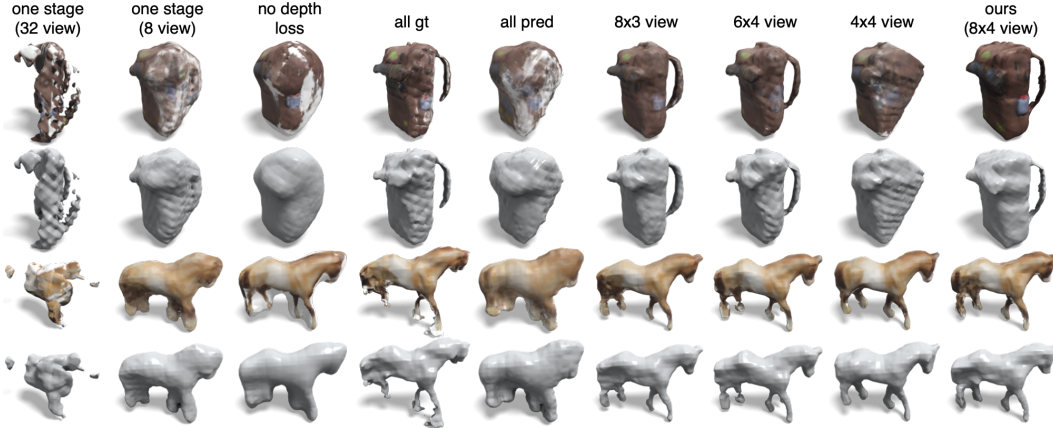 one stage
(32 view)
one stage
(8 view)
no depth
loss
all gt
all pred
8x3 view
6x4 view
4x4 view
ours
(8x4 view)